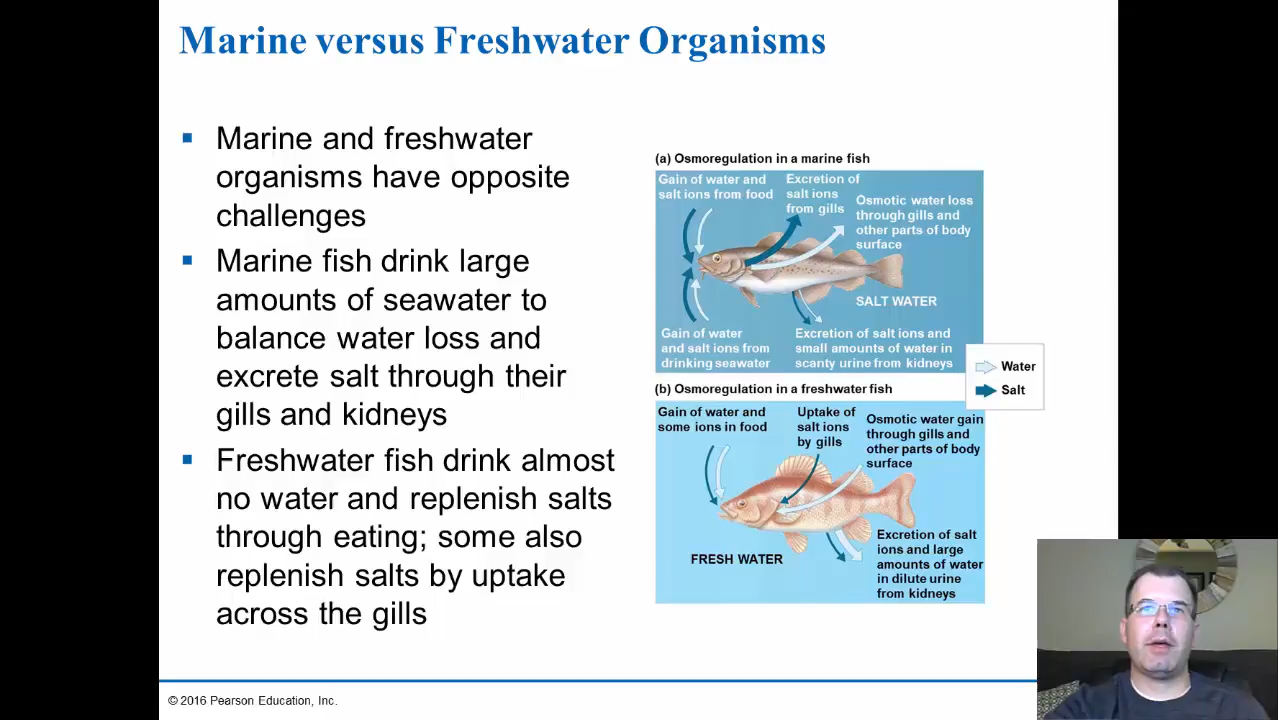 Marine versus Freshwater Organisms
Marine and freshwater
organisms have opposite
challenges
Marine fish drink large
amounts of seawater to
balance water loss and
excrete salt through their
gills and kidneys
Freshwater fish drink almost
no water and replenish salts
through eating; some also
replenish salts by uptake
across the gills
(a) Osmoregulation in a marine fish
Gain of water and
salt ions from food
Excretion of
salt ions
from gills
Osmotic water loss
through gills and
other parts of body
surface
SALT WATER
Gain of water
and salt ions from
drinking seawater
Excretion of salt ions and
small amounts of water in
scanty urine from kidneys
Water
Salt
(b) Osmoregulation in a freshwater fish
Gain of water and
some ions in food
Uptake of
salt ions
by gills
Osmotic water gain
through gills and
other parts of body
surface
FRESH WATER
Excretion of salt
ions and large
amounts of water
in dilute urine
from kidneys
© 2016 Pearson Education, Inc.